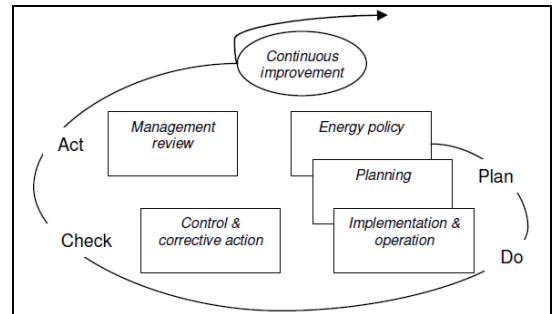 Continuous
improvement
Management
review
Energy policy
Act
Planning
Plan
Control &
corrective action
Implementation &
operation
Check
Do